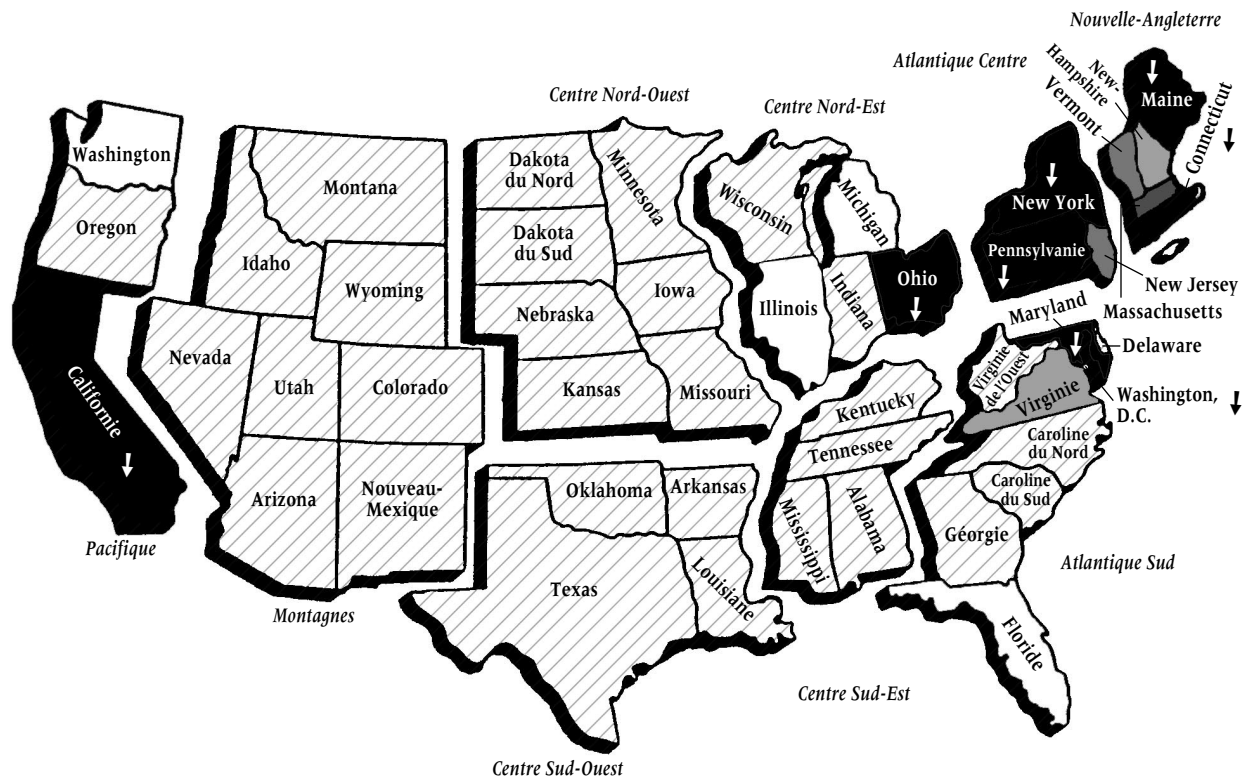 Nouvelle-Angleterre
Atlantique Centre
New-
Hampshire
Vermont
Maine
Connecticut
Centre Nord-Ouest
Centre Nord-Est
Washington
Oregon
Montana
Idaho
Wyoming
Dakota
du Nord
Dakota
du Sud
Minnesota
Wisconsin
Michigan
New York
Pennsylvanie
Ohio
New Jersey
Massachusetts
Maryland
Delaware
Washington,
D.C.
Nebraska
Iowa
Illinois
Indiana
Virginie
de l'Ouest
Virginie
Nevada
Utah
Colorado
Kansas
Missouri
Kentucky
Tennessee
Caroline
du Nord
Caroline
du Sud
Californie
Arizona
Nouveau-
Mexique
Oklahoma
Arkansas
Mississippi
Alabama
Géorgie
Pacifique
Montagnes
Texas
Louisiane
Atlantique Sud
Floride
Centre Sud-Est
Centre Sud-Ouest